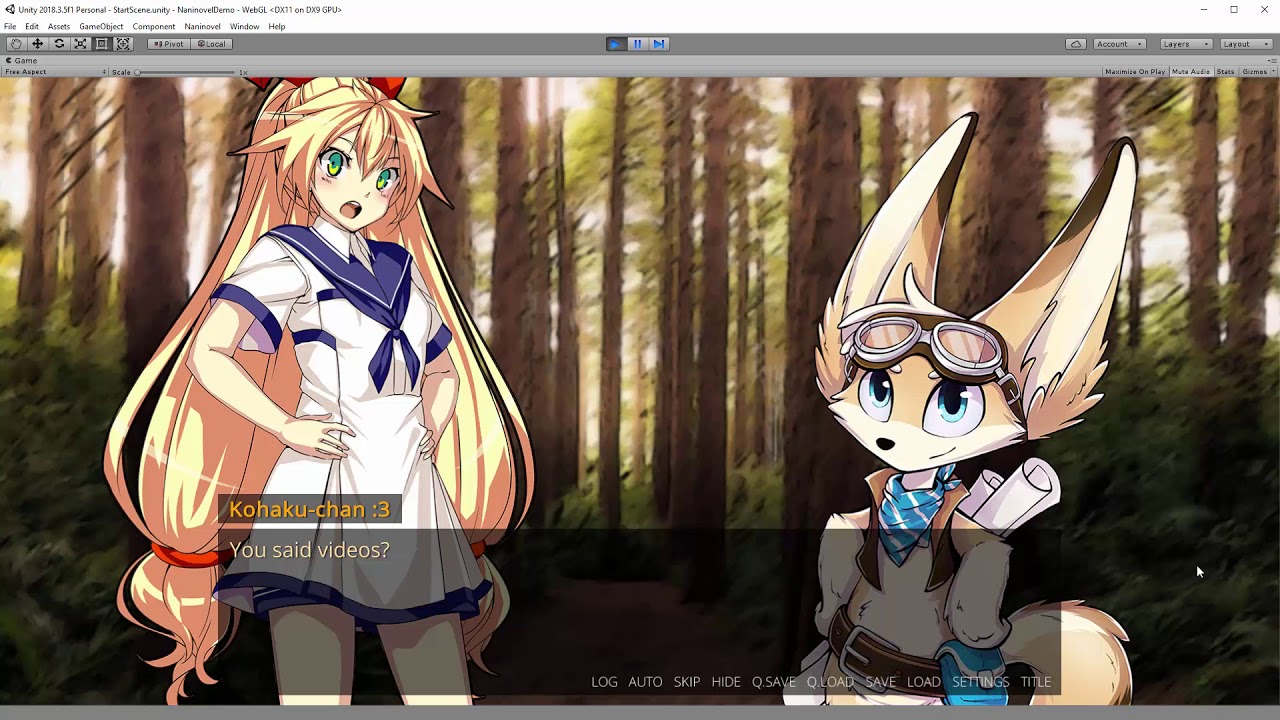 Unity 2018.3.5f1 Personal - StartScene.unity - NaninovelDemo - WebGL <DX11 on DX9 GPU>
File Edit Assets GameObject Component Naninovel Window Help
Pivot Local Account Layers Layout
Game
Free Aspect Scale 1x Maximize On Play Mute Audio Stats Gizmos
Kohaku-chan :3
You said videos?
LOG AUTO SKIP HIDE Q.SAVE Q.LOAD SAVE LOAD SETTINGS TITLE